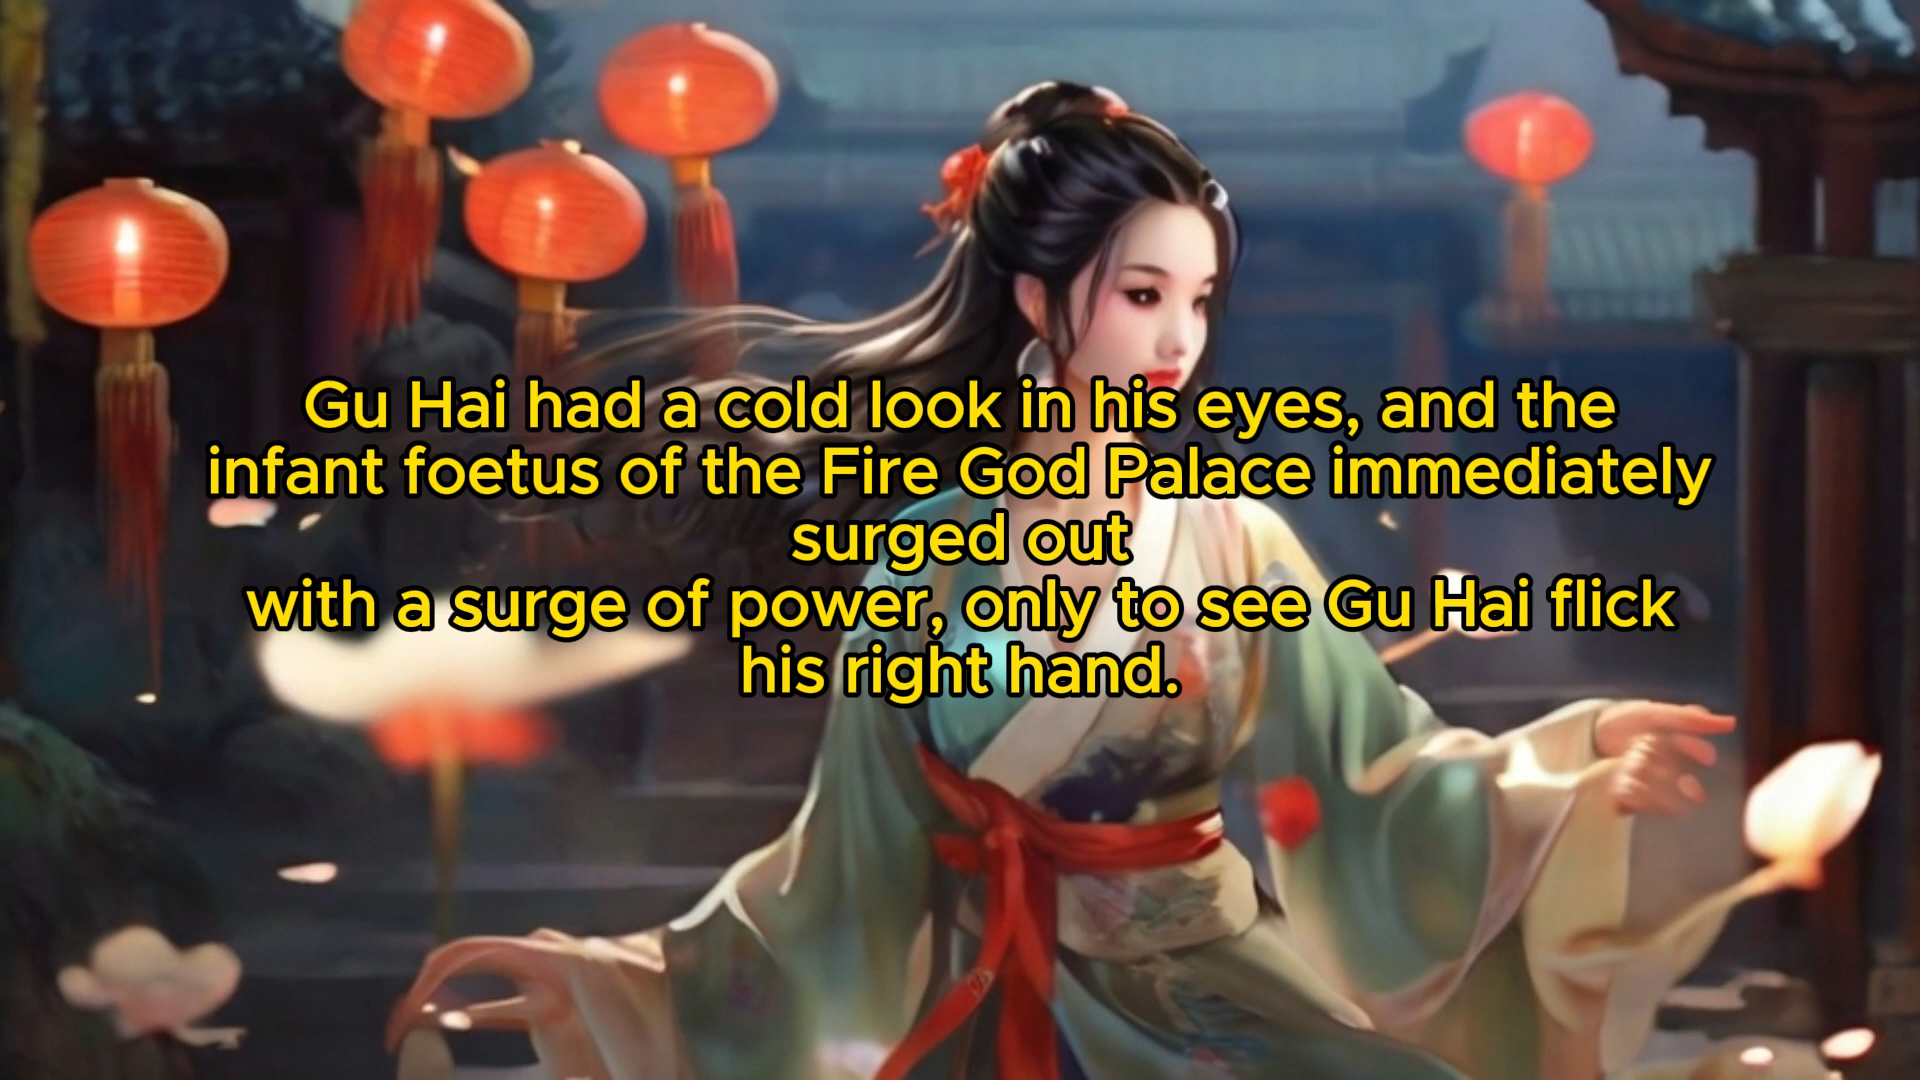 Gu Hai had a cold look in his eyes, and the
infant foetus of the Fire God Palace immediately
surged out
with a surge of power, only to see Gu Hai flick
his right hand.